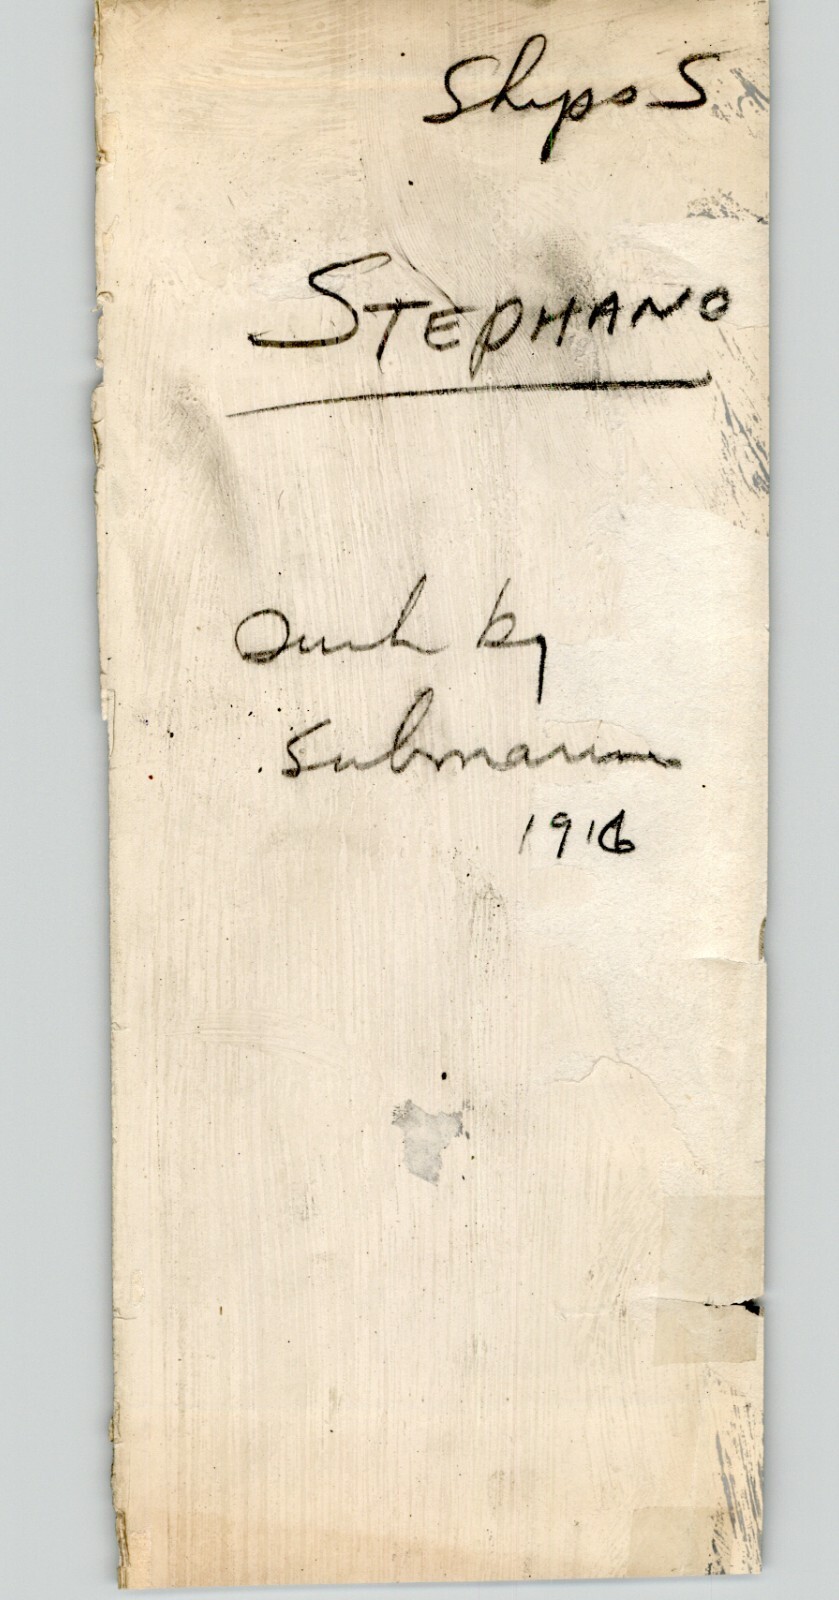 Ships S
STEPHANO
Sunk by
submarine
1916